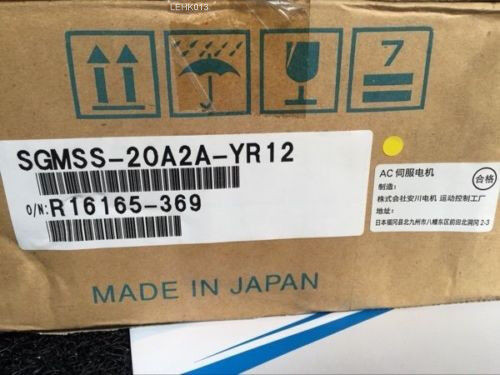 LEHK013
7
SGMSS-20A2A-YR12
O/N: R16165-369
AC 伺服电机
合格
制造:
株式会社安川电机 运动控制工厂
地址:
日本福冈县北九州市八幡东区前田北洞冈 2-3
MADE IN JAPAN